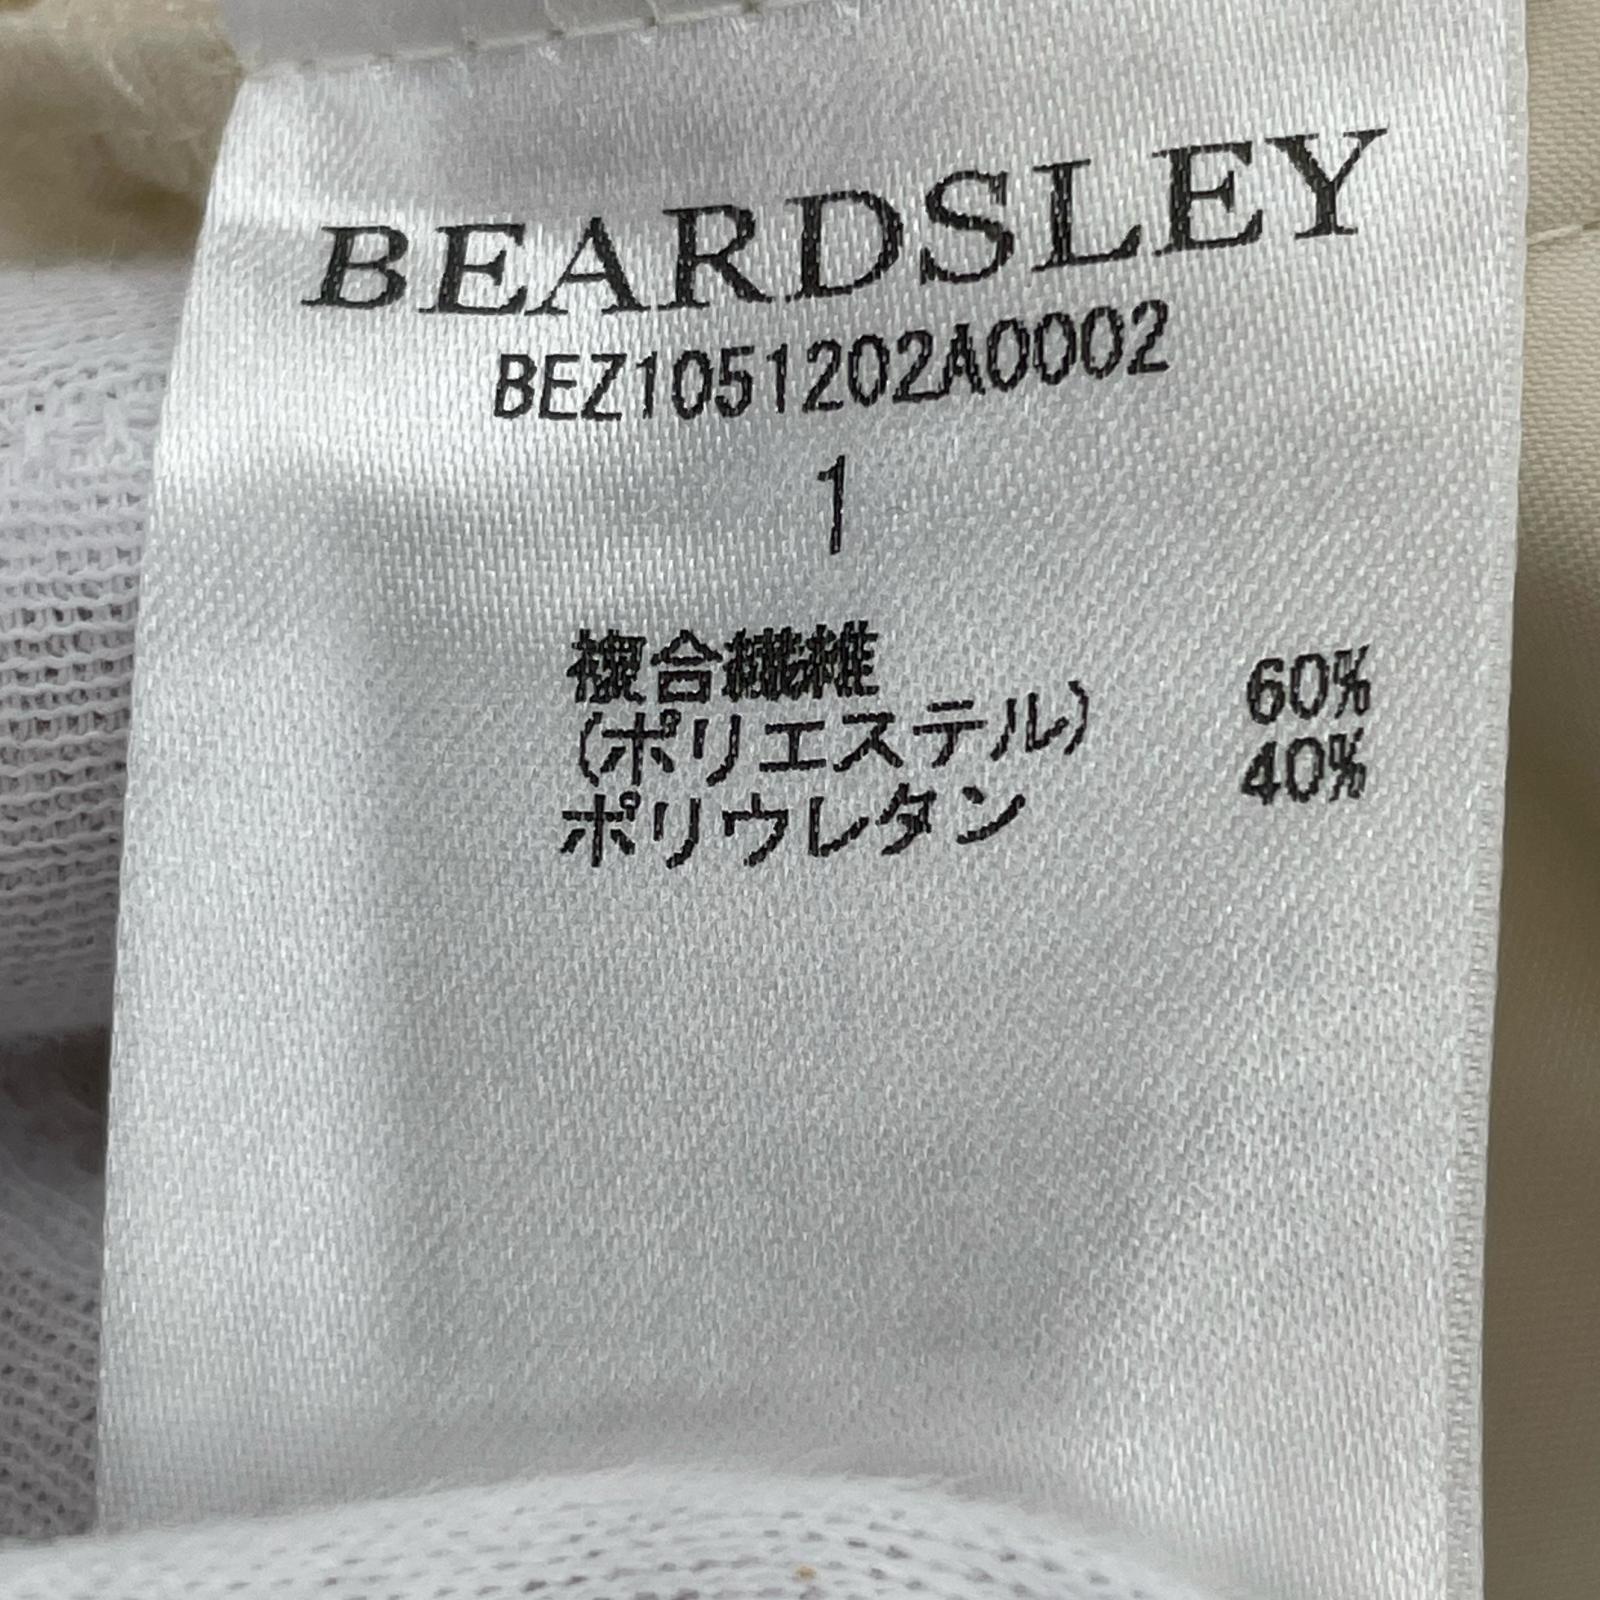 BEARDSLEY
BEZ1051202A0002
1
複合繊維 60%
(ポリエステル)
ポリウレタン 40%